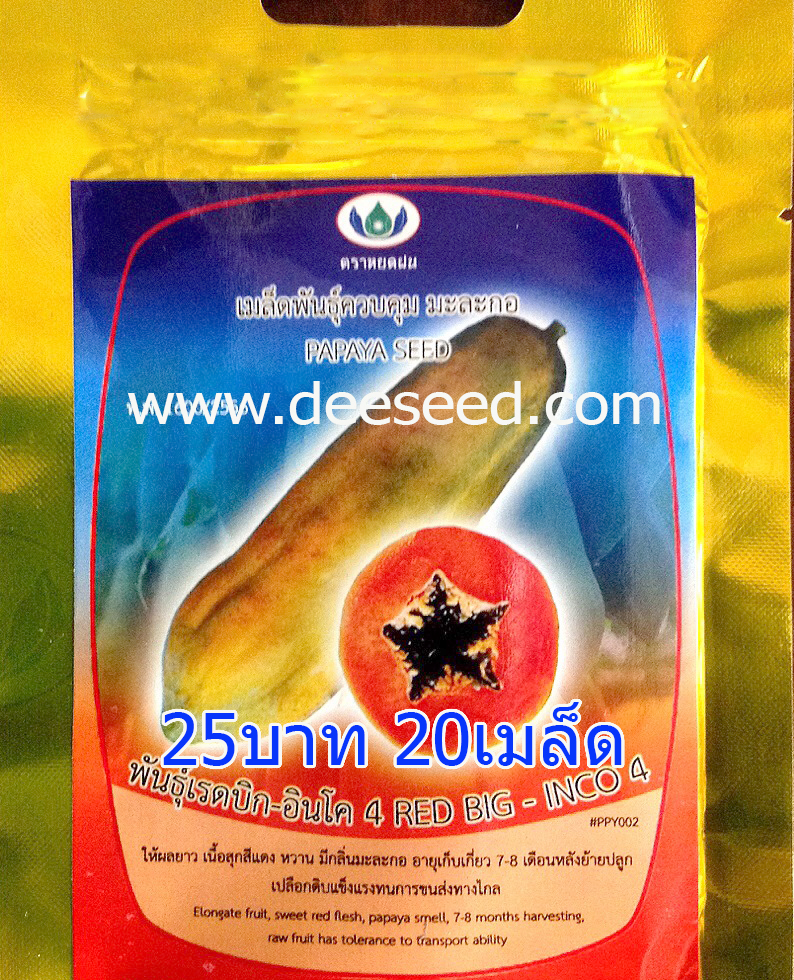 ตราหยดฝน
เมล็ดพันธุ์ควบคุม มะละกอ
PAPAYA SEED
www.deeseed.com
25บาท 20เมล็ด
พันธุ์เรดบิก-อินโค 4 RED BIG - INCO 4
#PPY002
ให้ผลยาว เนื้อสุกสีแดง หวาน มีกลิ่นมะละกอ อายุเก็บเกี่ยว 7-8 เดือนหลังย้ายปลูก
เปลือกดิบแข็งแรงทนการขนส่งทางไกล
Elongate fruit, sweet red flesh, papaya smell, 7-8 months harvesting,
raw fruit has tolerance to transport ability